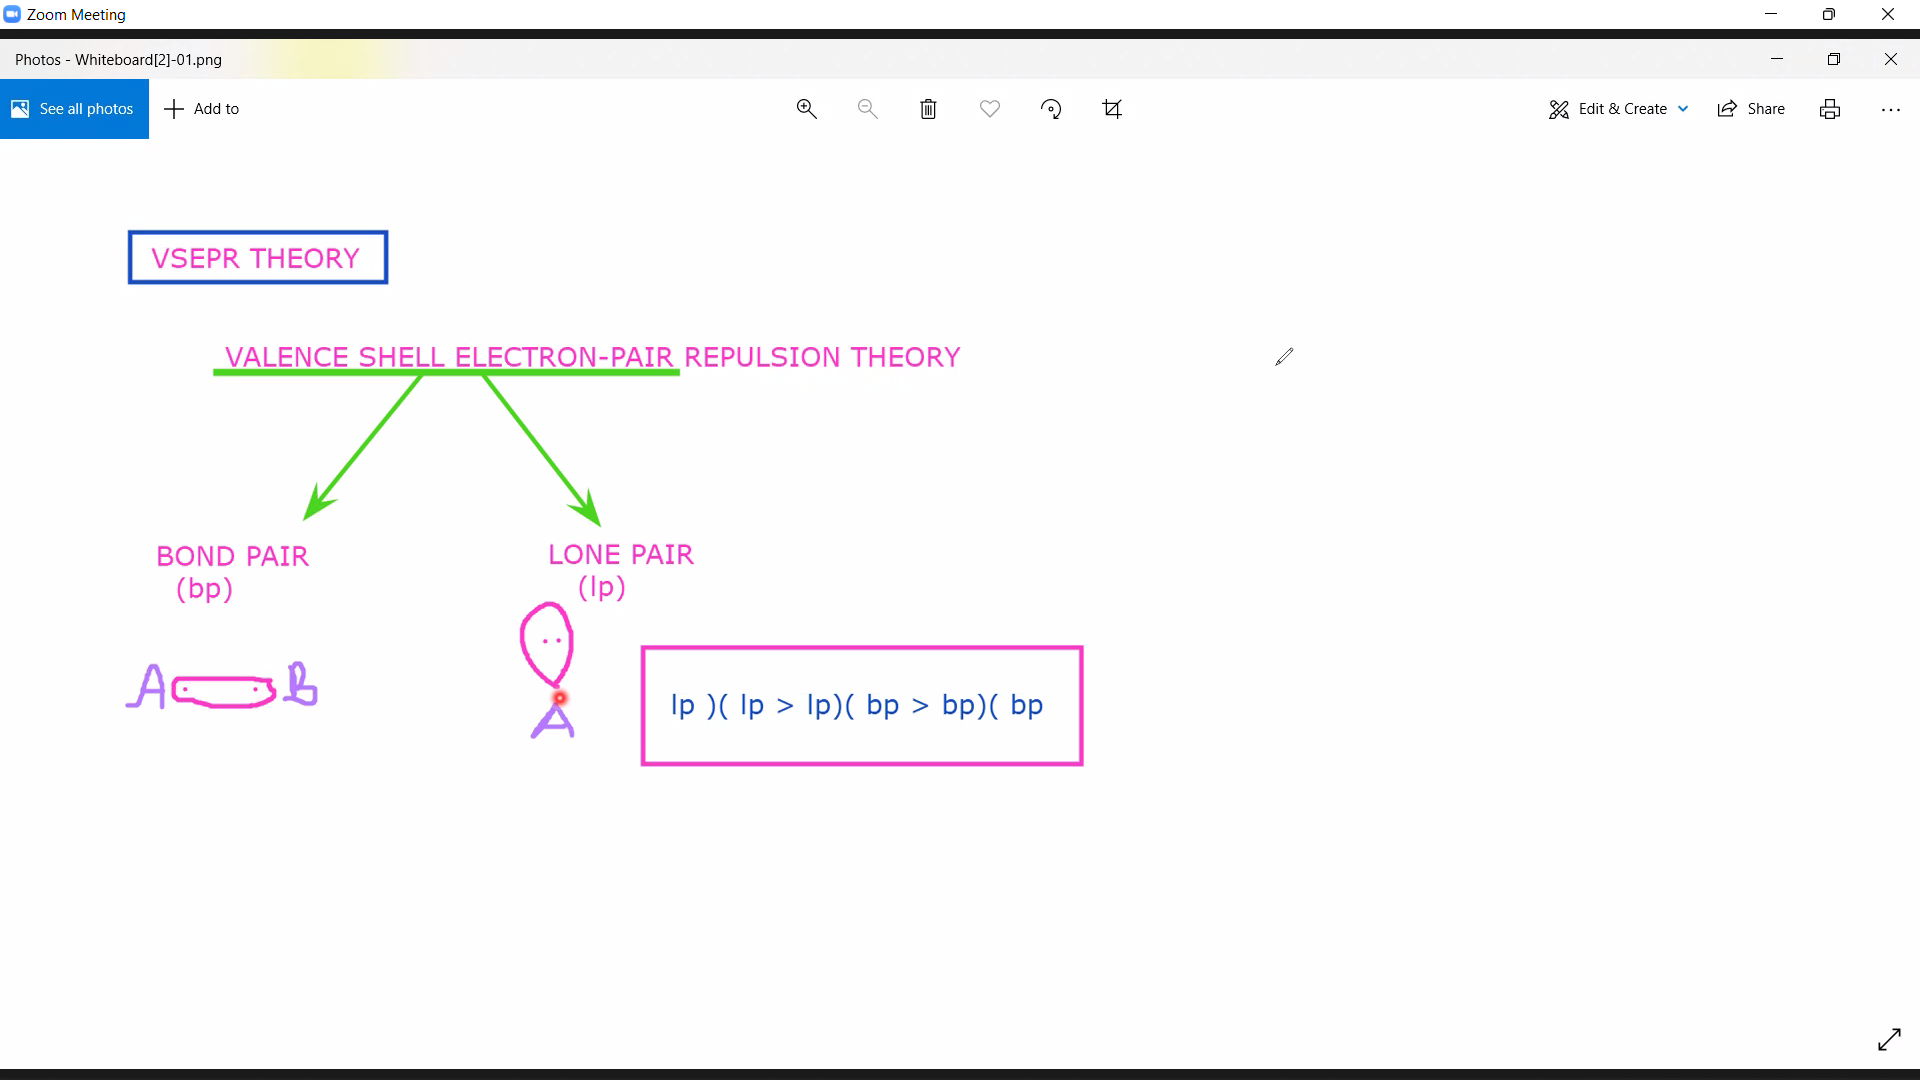 Zoom Meeting
Photos - Whiteboard[2]-01.png
See all photos
Add to
Edit & Create
Share
VSEPR THEORY
VALENCE SHELL ELECTRON-PAIR REPULSION THEORY
BOND PAIR
(bp)
LONE PAIR
(lp)
A B
A
lp )( lp > lp)( bp > bp)( bp